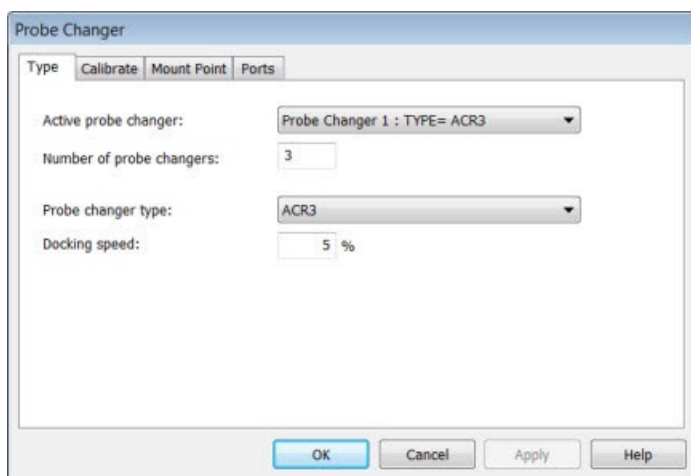 Probe Changer
Type Calibrate Mount Point Ports
Active probe changer: Probe Changer 1 : TYPE= ACR3
Number of probe changers: 3
Probe changer type: ACR3
Docking speed: 5 %
OK Cancel Apply Help